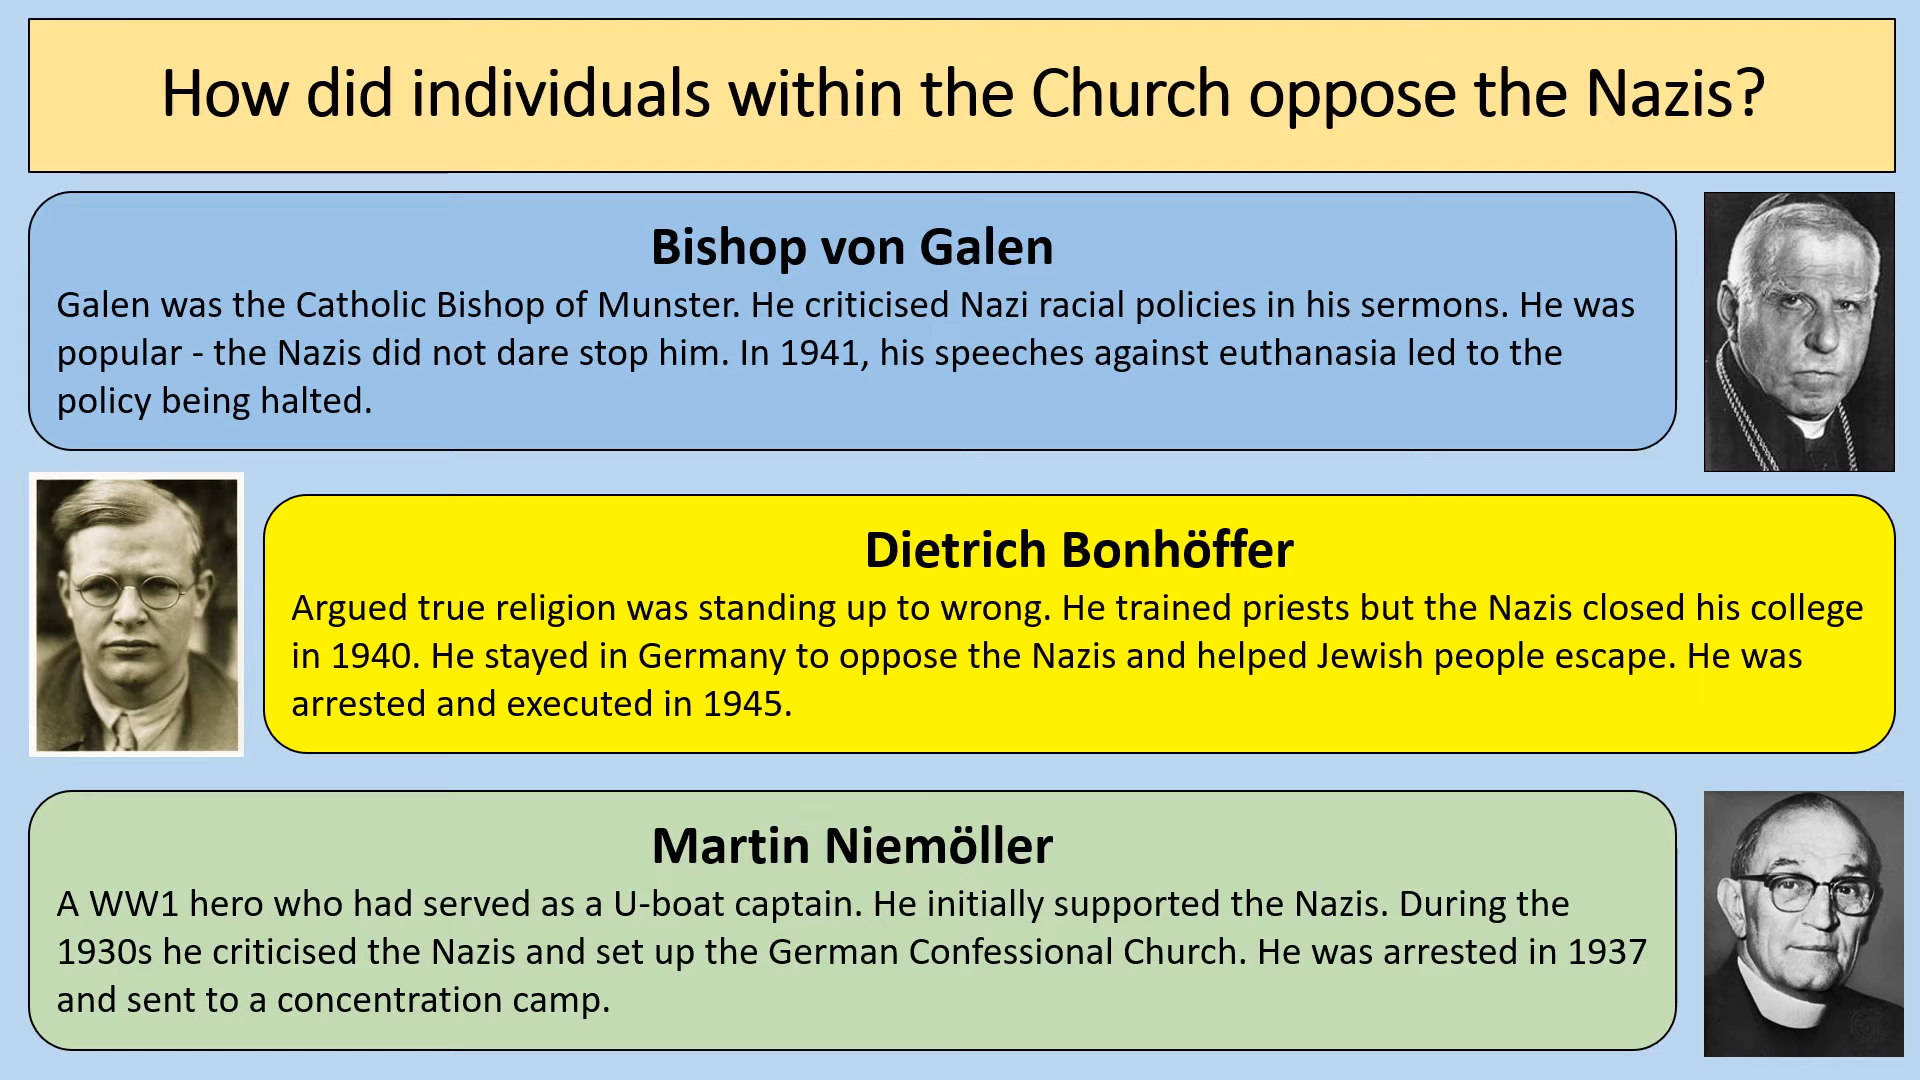 How did individuals within the Church oppose the Nazis?
Bishop von Galen
Galen was the Catholic Bishop of Munster. He criticised Nazi racial policies in his sermons. He was
popular - the Nazis did not dare stop him. In 1941, his speeches against euthanasia led to the
policy being halted.
Dietrich Bonhöffer
Argued true religion was standing up to wrong. He trained priests but the Nazis closed his college
in 1940. He stayed in Germany to oppose the Nazis and helped Jewish people escape. He was
arrested and executed in 1945.
Martin Niemöller
A WW1 hero who had served as a U-boat captain. He initially supported the Nazis. During the
1930s he criticised the Nazis and set up the German Confessional Church. He was arrested in 1937
and sent to a concentration camp.